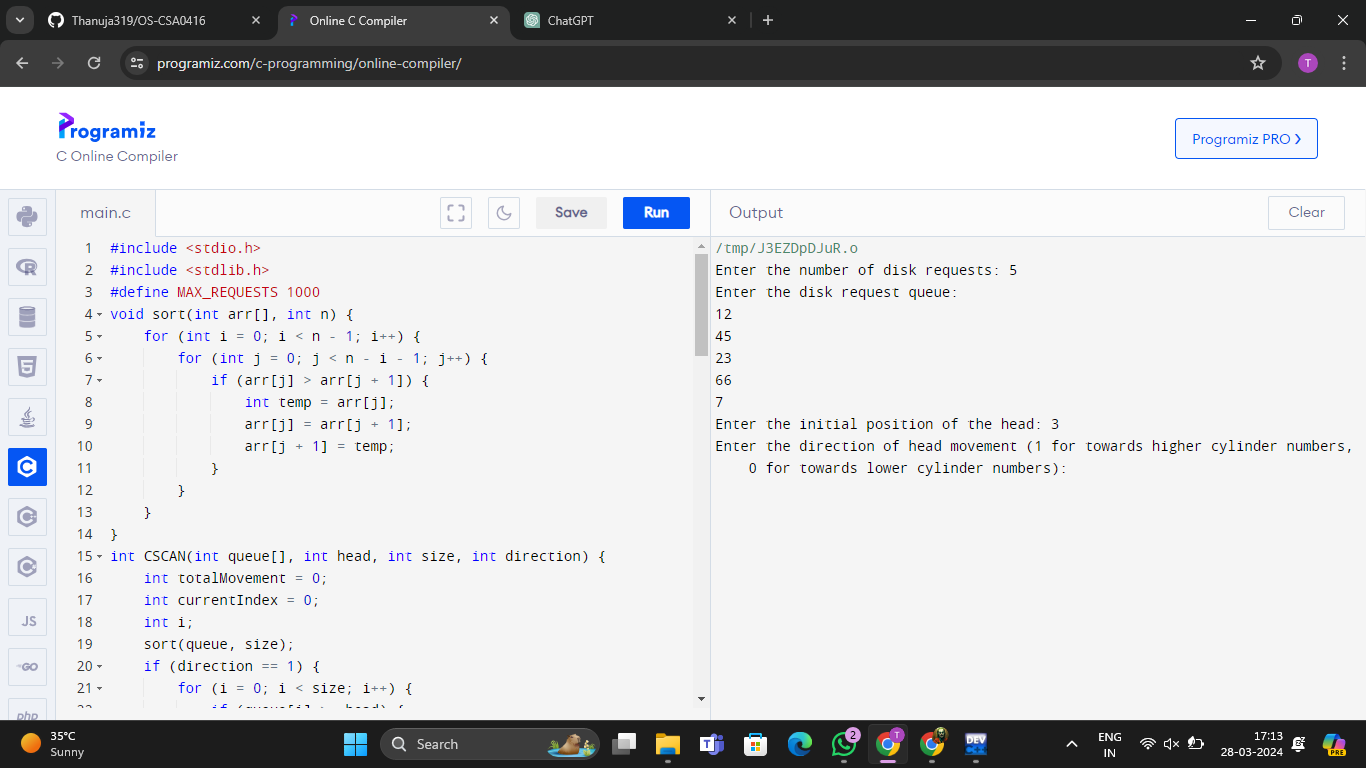 Thanuja319/OS-CSA0416
Online C Compiler
ChatGPT
programiz.com/c-programming/online-compiler/
T
Programiz
C Online Compiler
Programiz PRO
main.c
Save
Run
Output
Clear
1 #include <stdio.h>
2 #include <stdlib.h>
3 #define MAX_REQUESTS 1000
4 void sort(int arr[], int n) {
5 for (int i = 0; i < n - 1; i++) {
6 for (int j = 0; j < n - i - 1; j++) {
7 if (arr[j] > arr[j + 1]) {
8 int temp = arr[j];
9 arr[j] = arr[j + 1];
10 arr[j + 1] = temp;
11 }
12 }
13 }
14 }
15 int CSCAN(int queue[], int head, int size, int direction) {
16 int totalMovement = 0;
17 int currentIndex = 0;
18 int i;
19 sort(queue, size);
20 if (direction == 1) {
21 for (i = 0; i < size; i++) {
/tmp/J3EZDpDJuR.o
Enter the number of disk requests: 5
Enter the disk request queue:
12
45
23
66
7
Enter the initial position of the head: 3
Enter the direction of head movement (1 for towards higher cylinder numbers,
0 for towards lower cylinder numbers):
JS
GO
php
35°C
Sunny
Search
2
T
DEV
ENG
IN
17:13
28-03-2024
PRE